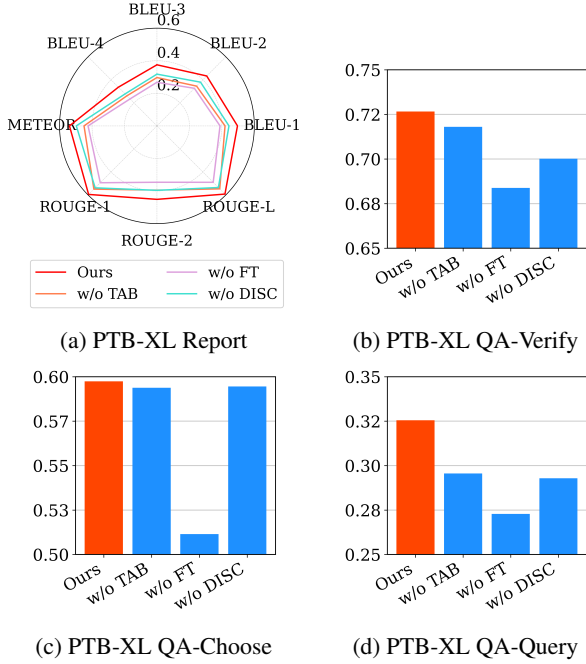 BLEU-3
0.6
BLEU-4
0.4
BLEU-2
0.2
METEOR
BLEU-1
ROUGE-1
ROUGE-L
ROUGE-2
Ours
w/o FT
w/o TAB
w/o DISC
(a) PTB-XL Report
0.75
0.72
0.70
0.68
0.65
Ours
w/o TAB
w/o FT
w/o DISC
(b) PTB-XL QA-Verify
0.60
0.57
0.55
0.53
0.50
Ours
w/o TAB
w/o FT
w/o DISC
(c) PTB-XL QA-Choose
0.32
0.30
0.28
0.25
Ours
w/o TAB
w/o FT
w/o DISC
(d) PTB-XL QA-Query